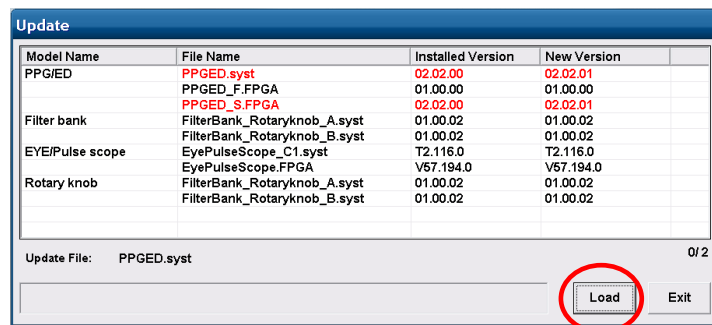 Update
Model Name File Name Installed Version New Version
PPG/ED PPGED.syst 02.02.00 02.02.01
PPGED_F.FPGA 01.00.00 01.00.00
PPGED_S.FPGA 02.02.00 02.02.01
Filter bank FilterBank_Rotaryknob_A.syst 01.00.02 01.00.02
FilterBank_Rotaryknob_B.syst 01.00.02 01.00.02
EYE/Pulse scope EyePulseScope_C1.syst T2.116.0 T2.116.0
EyePulseScope.FPGA V57.194.0 V57.194.0
Rotary knob FilterBank_Rotaryknob_A.syst 01.00.02 01.00.02
FilterBank_Rotaryknob_B.syst 01.00.02 01.00.02
Update File: PPGED.syst 0/ 2
Load Exit